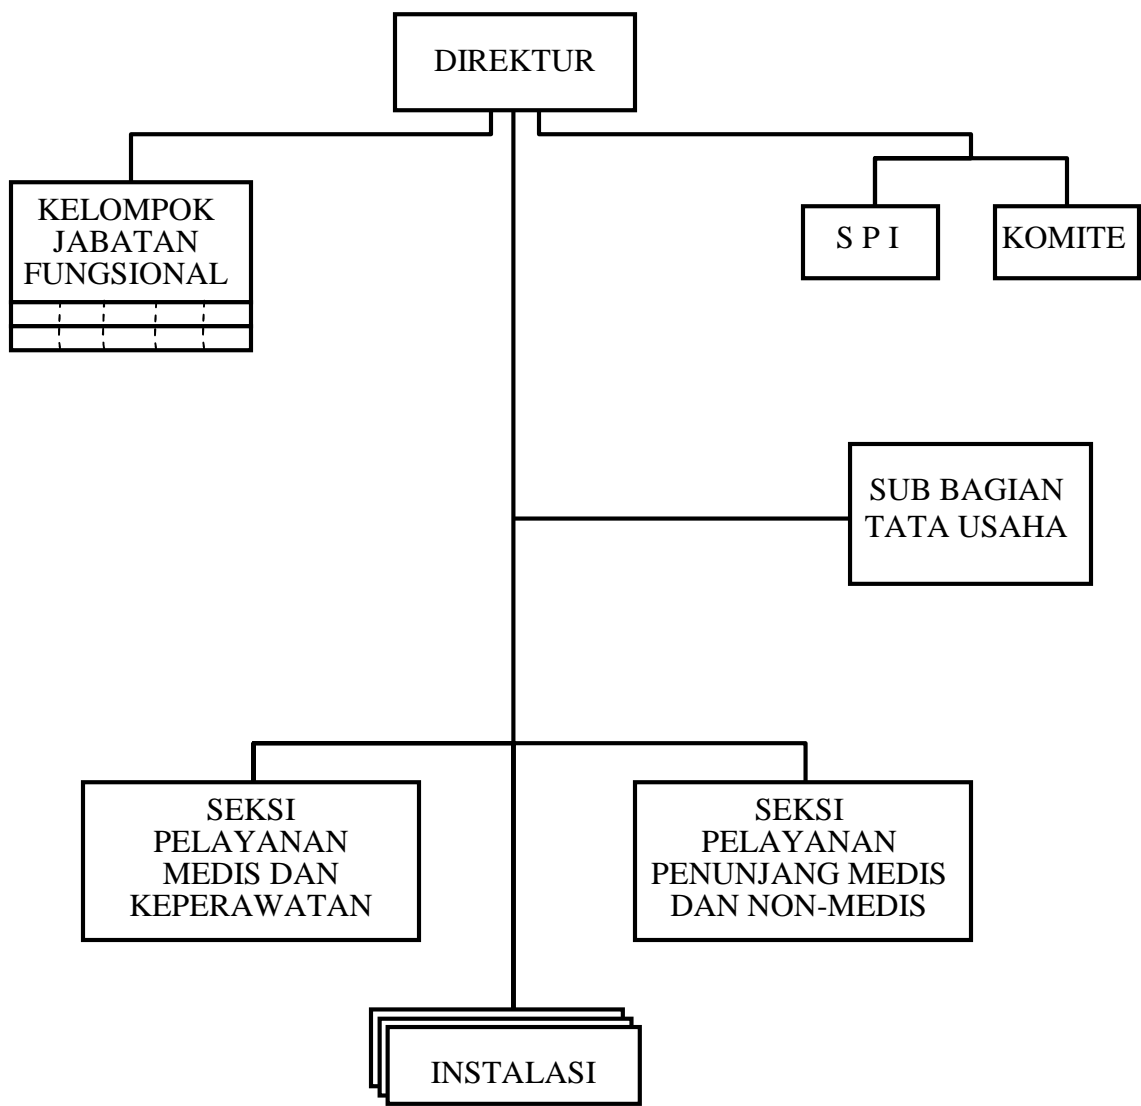 DIREKTUR
KELOMPOK
JABATAN
FUNGSIONAL
S P I
KOMITE
SUB BAGIAN
TATA USAHA
SEKSI
PELAYANAN
MEDIS DAN
KEPERAWATAN
SEKSI
PELAYANAN
PENUNJANG MEDIS
DAN NON-MEDIS
INSTALASI